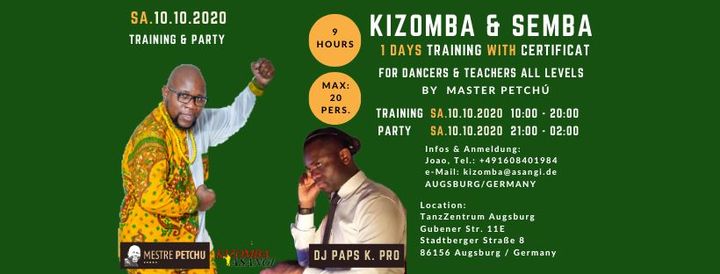 SA.10.10.2020
TRAINING & PARTY
9
HOURS
MAX:
20
PERS.
KIZOMBA & SEMBA
1 DAYS TRAINING WITH CERTIFICAT
FOR DANCERS & TEACHERS ALL LEVELS
BY MASTER PETCHÚ
TRAINING SA.10.10.2020 10:00 - 20:00
PARTY SA.10.10.2020 21:00 - 02:00
Infos & Anmeldung:
Joao, Tel.: +491608401984
e-Mail: kizomba@asangi.de
AUGSBURG/GERMANY
Location:
TanzZentrum Augsburg
Gubener Str. 11E
Stadtberger Straße 8
86156 Augsburg / Germany
MESTRE PETCHU
KIZOMBA
ASANGI
DJ PAPS K. PRO